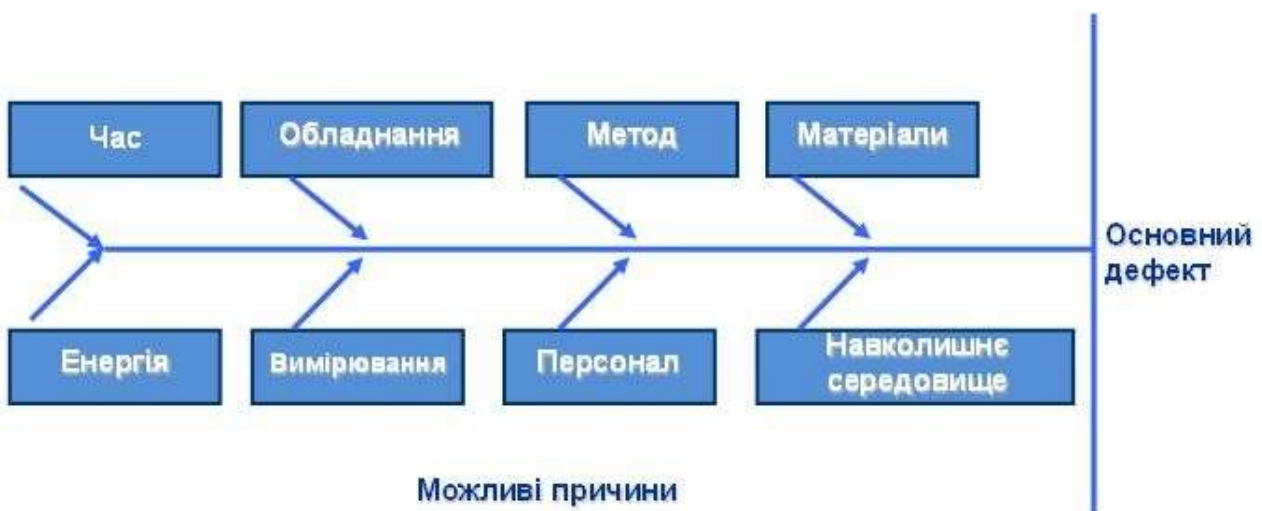 Час
Обладнання
Метод
Матеріали
Основний
дефект
Енергія
Вимірювання
Персонал
Навколишнє
середовище
Можливі причини